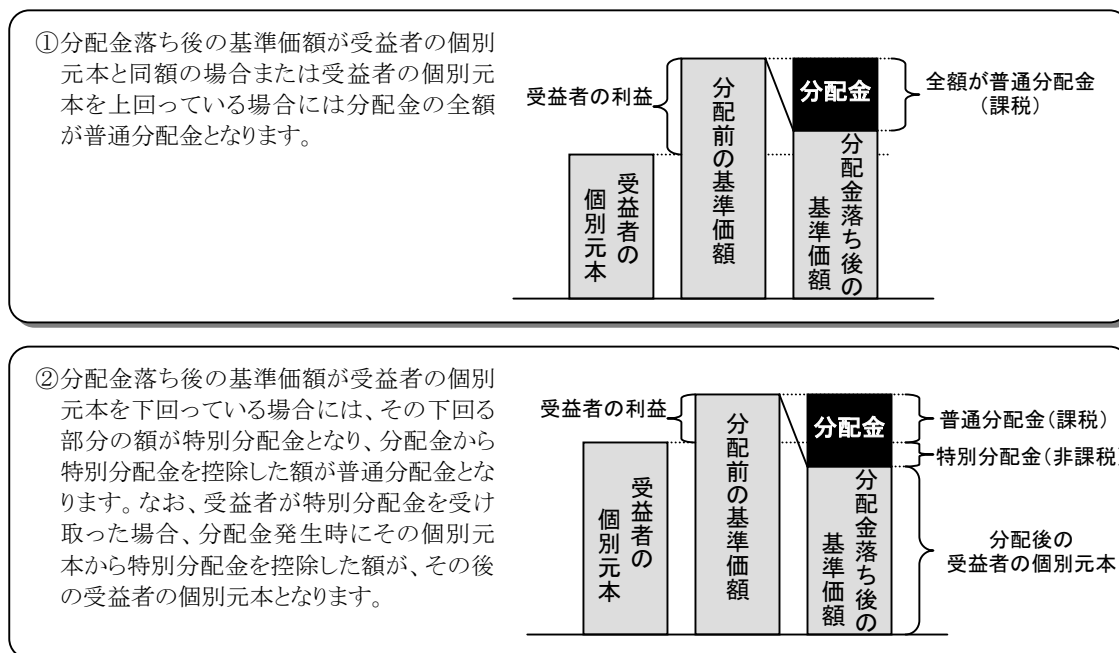 ①分配金落ち後の基準価額が受益者の個別
元本と同額の場合または受益者の個別元
本を上回っている場合には分配金の全額
が普通分配金となります。
受益者の利益
受益者の
個別元本
分配前の基準価額
分配金
分配金落ち後の
基準価額
全額が普通分配金
(課税)
②分配金落ち後の基準価額が受益者の個別
元本を下回っている場合には、その下回る
部分の額が特別分配金となり、分配金から
特別分配金を控除した額が普通分配金とな
ります。なお、受益者が特別分配金を受け
取った場合、分配金発生時にその個別元
本から特別分配金を控除した額が、その後
の受益者の個別元本となります。
受益者の利益
受益者の
個別元本
分配前の基準価額
分配金
分配金落ち後の
基準価額
普通分配金(課税)
特別分配金(非課税)
分配後の
受益者の個別元本